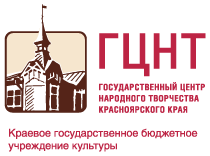 ГЦНТ
ГОСУДАРСТВЕННЫЙ ЦЕНТР
НАРОДНОГО ТВОРЧЕСТВА
КРАСНОЯРСКОГО КРАЯ
Краевое государственное бюджетное
учреждение культуры